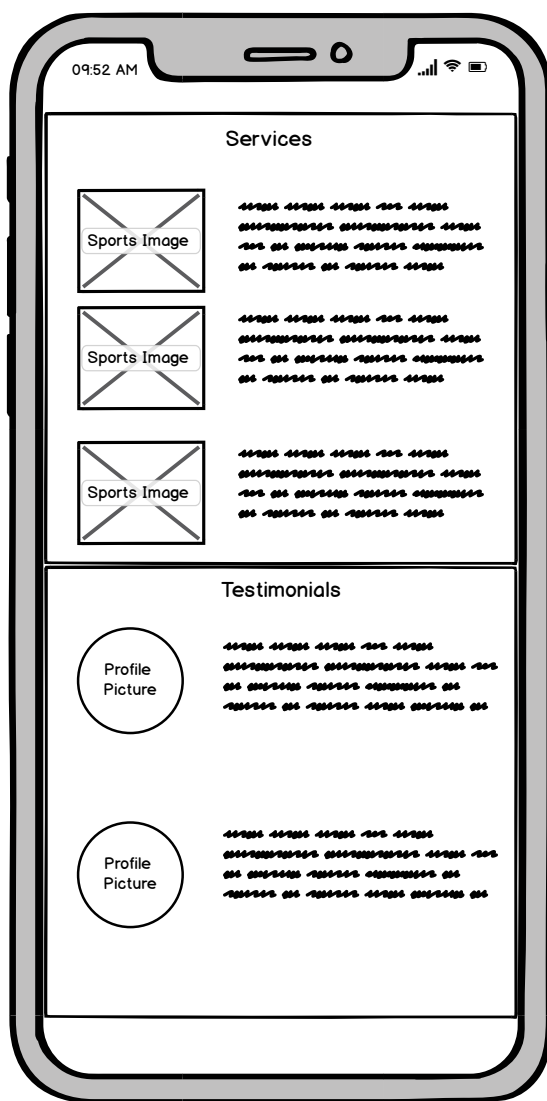 09:52 AM
Services
Sports Image
Sports Image
Sports Image
Testimonials
Profile
Picture
Profile
Picture